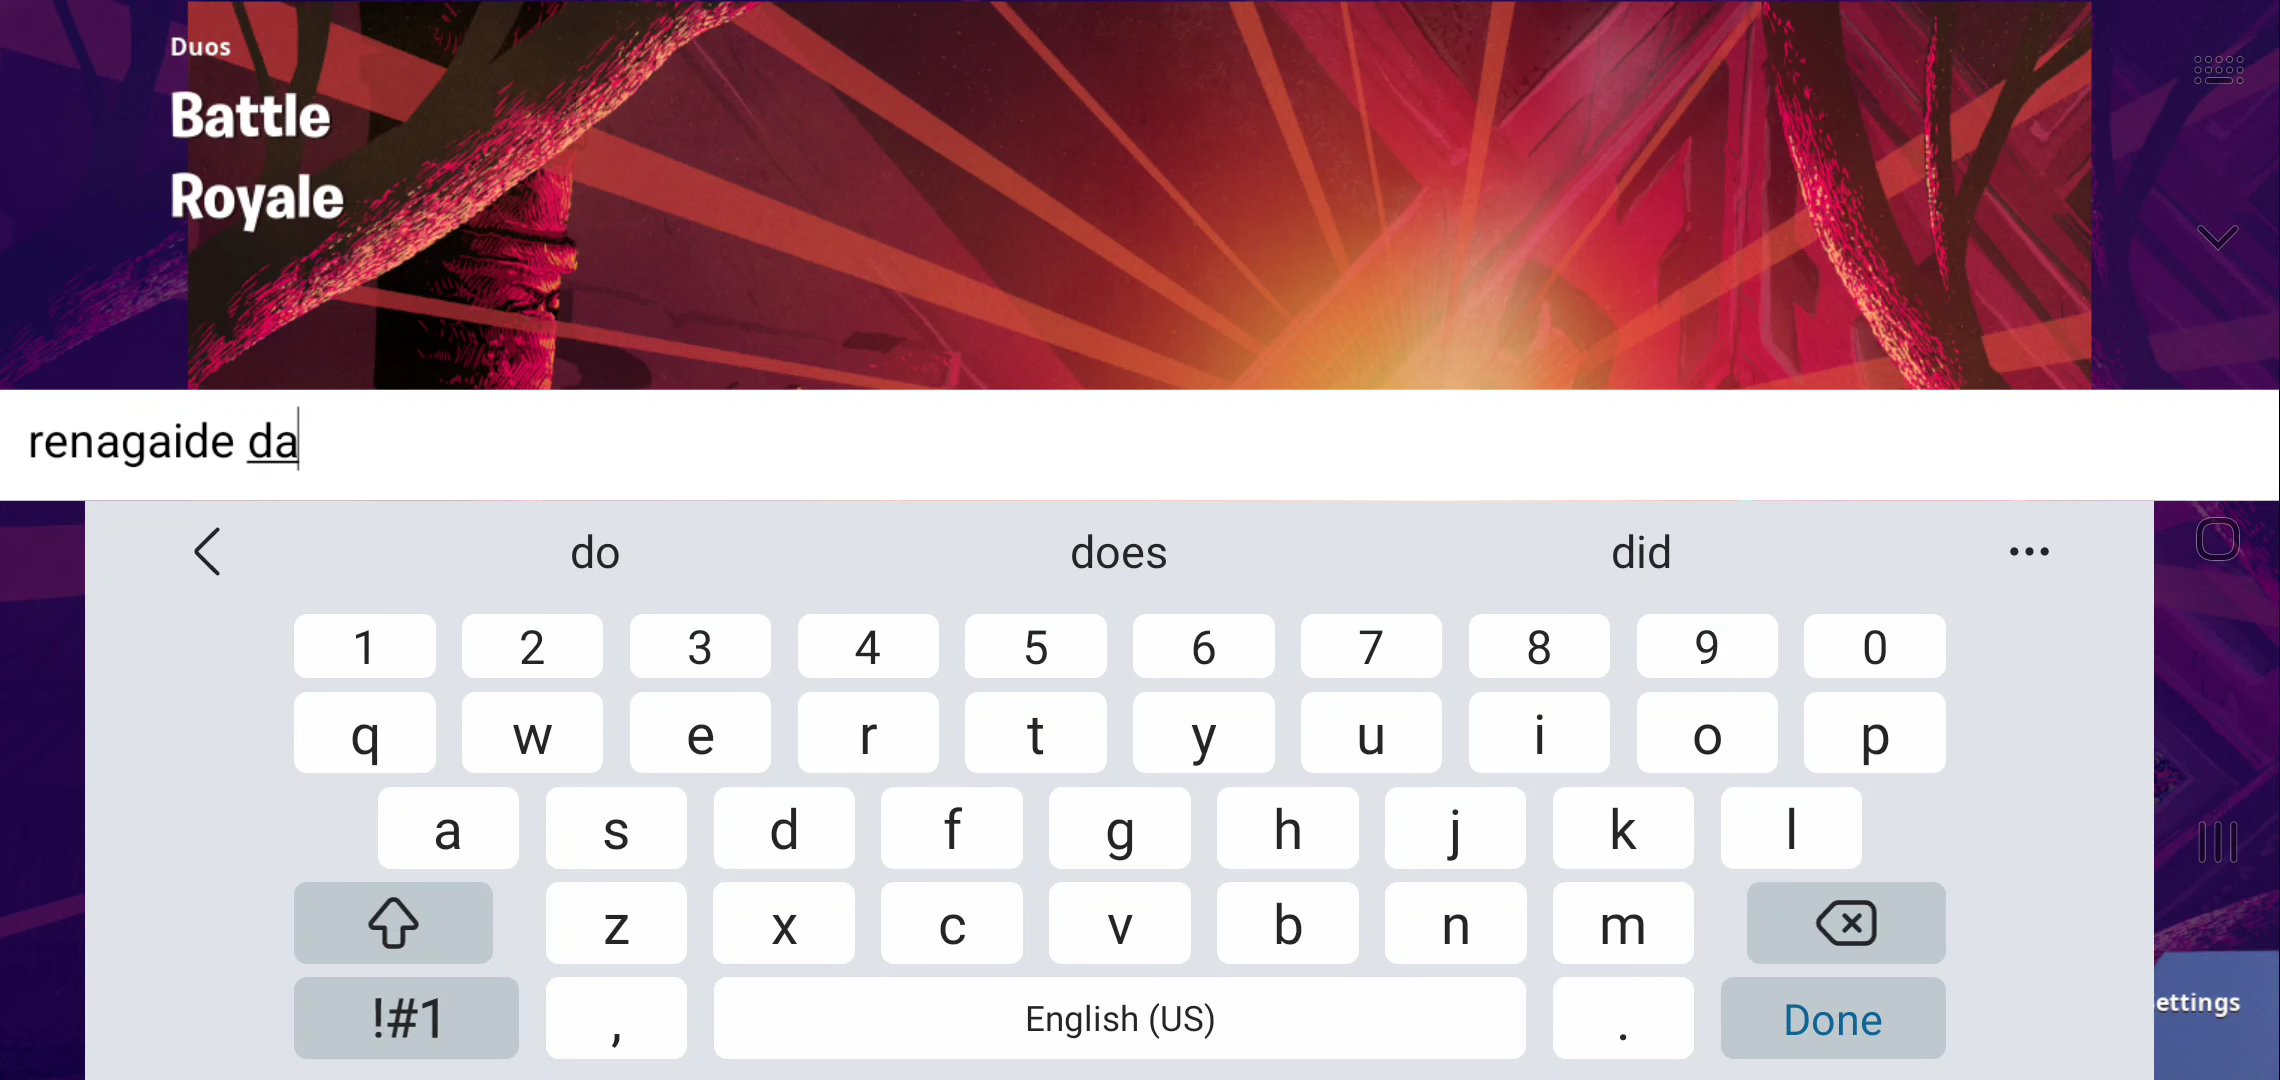 Duos
Battle
Royale
renagaide da
do does did ...
1 2 3 4 5 6 7 8 9 0
q w e r t y u i o p
a s d f g h j k l
z x c v b n m
!#1 , English (US) . Done
ettings